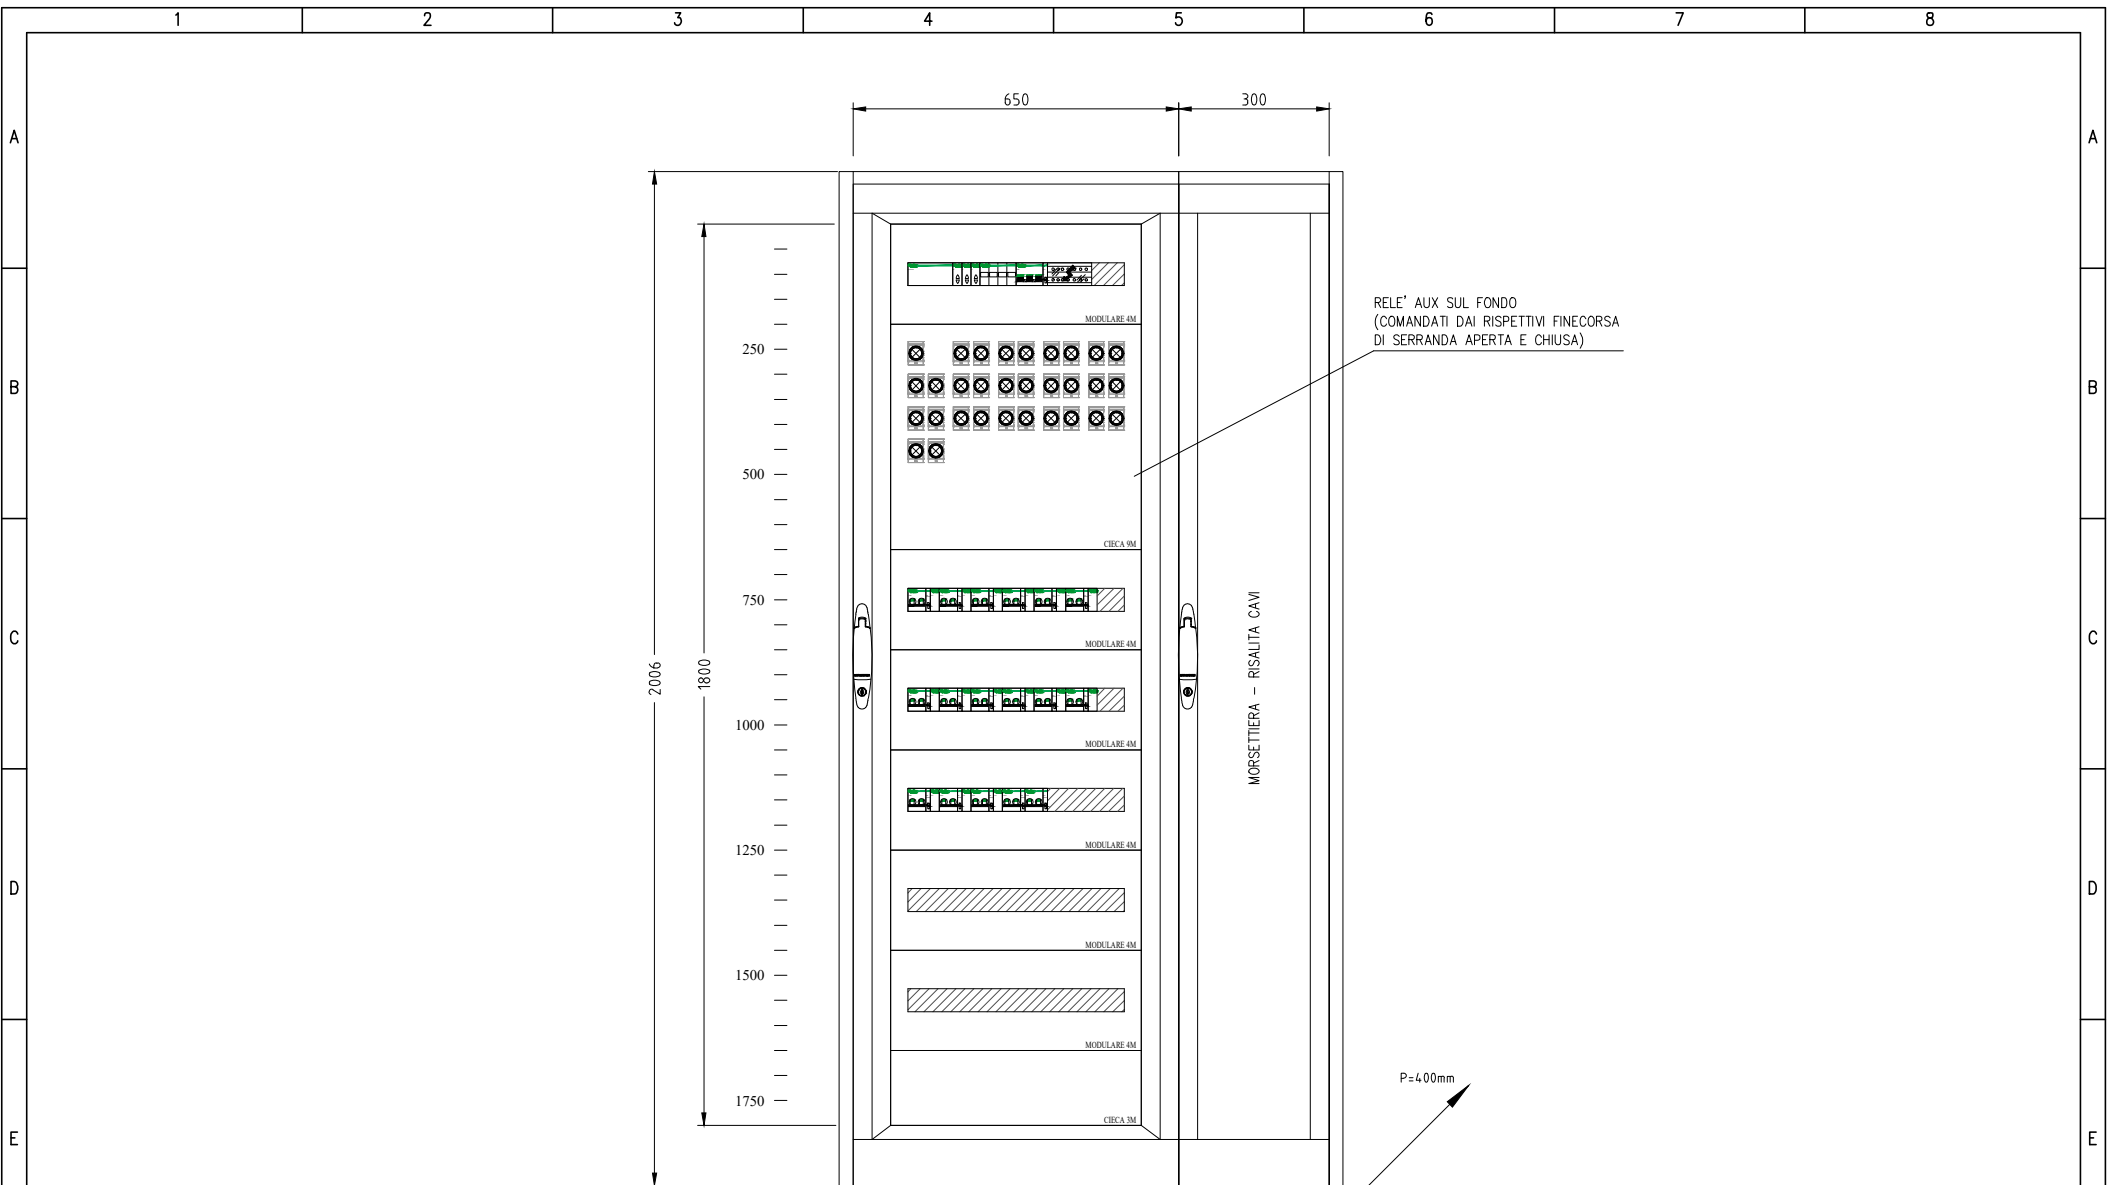 1 2 3 4 5 6 7 8
650 300
A A
MODULARE 4M
RELE' AUX SUL FONDO
(COMANDATI DAI RISPETTIVI FINECORSA
DI SERRANDA APERTA E CHIUSA)
250
B B
500
CIECA 9M
750
C C
MODULARE 4M
2006
1800
MORSETTIERA - RISALITA CAVI
1000
MODULARE 4M
1250
MODULARE 4M
D D
MODULARE 4M
1500
MODULARE 4M
P=400mm
1750
CIECA 3M
E E